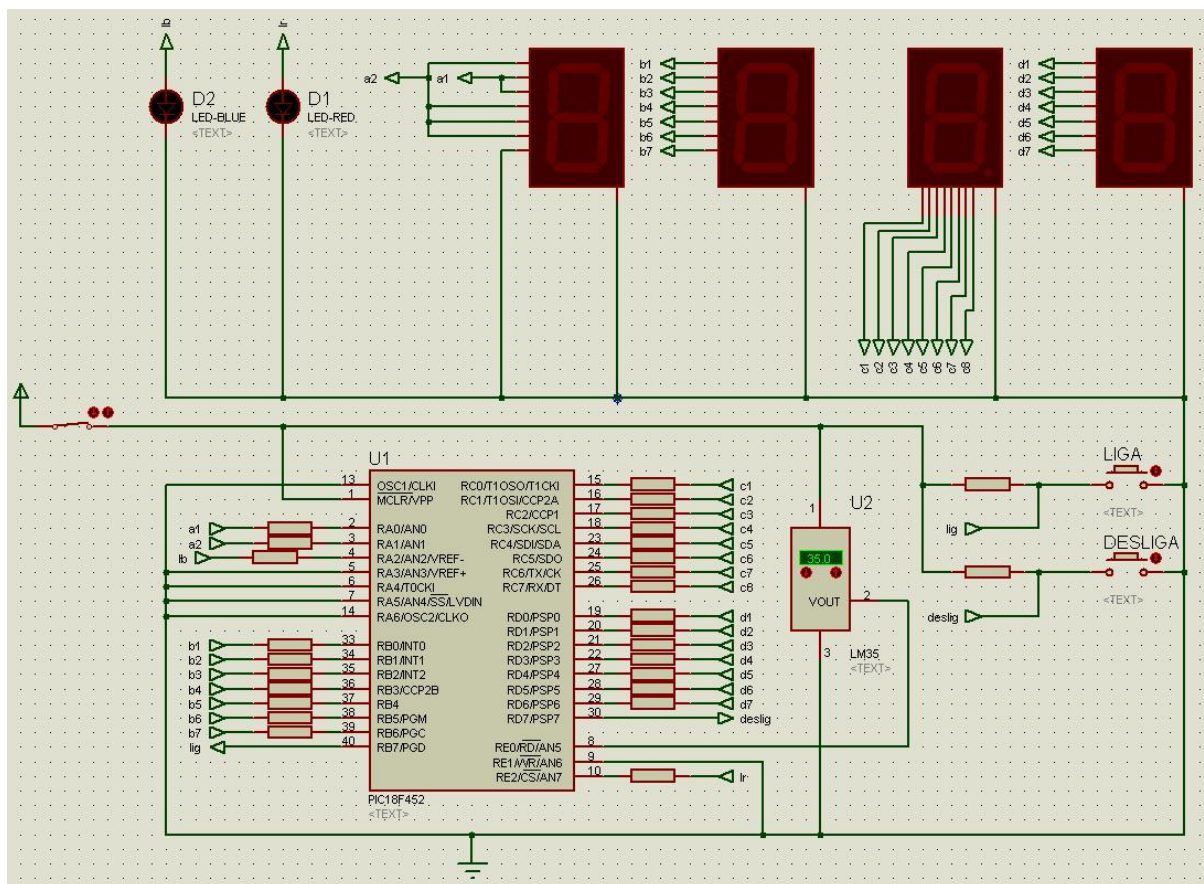 lb
lr
D2
LED-BLUE
<TEXT>
D1
LED-RED
<TEXT>
a2
a1
b1
b2
b3
b4
b5
b6
b7
d1
d2
d3
d4
d5
d6
d7
c1
c2
c3
c4
c5
c6
c7
c8
U1
13 OSC1/CLKI
1 MCLR/VPP
a1 2 RA0/AN0
a2 3 RA1/AN1
lb 4 RA2/AN2/VREF-
5 RA3/AN3/VREF+
6 RA4/T0CKI
7 RA5/AN4/SS/LVDIN
14 RA6/OSC2/CLKO
b1 33 RB0/INT0
b2 34 RB1/INT1
b3 35 RB2/INT2
b4 36 RB3/CCP2B
b5 37 RB4
b6 38 RB5/PGM
b7 39 RB6/PGC
lig 40 RB7/PGD
RC0/T1OSO/T1CKI 15 c1
RC1/T1OSI/CCP2A 16 c2
RC2/CCP1 17 c3
RC3/SCK/SCL 18 c4
RC4/SDI/SDA 23 c5
RC5/SDO 24 c6
RC6/TX/CK 25 c7
RC7/RX/DT 26 c8
RD0/PSP0 19 d1
RD1/PSP1 20 d2
RD2/PSP2 21 d3
RD3/PSP3 22 d4
RD4/PSP4 27 d5
RD5/PSP5 28 d6
RD6/PSP6 29 d7
RD7/PSP7 30 deslig
RE0/RD/AN5 8
RE1/WR/AN6 9
RE2/CS/AN7 10 lr
PIC18F452
<TEXT>
U2
1
35.0
VOUT 2
3
LM35
<TEXT>
LIGA
<TEXT>
lig
DESLIGA
<TEXT>
deslig